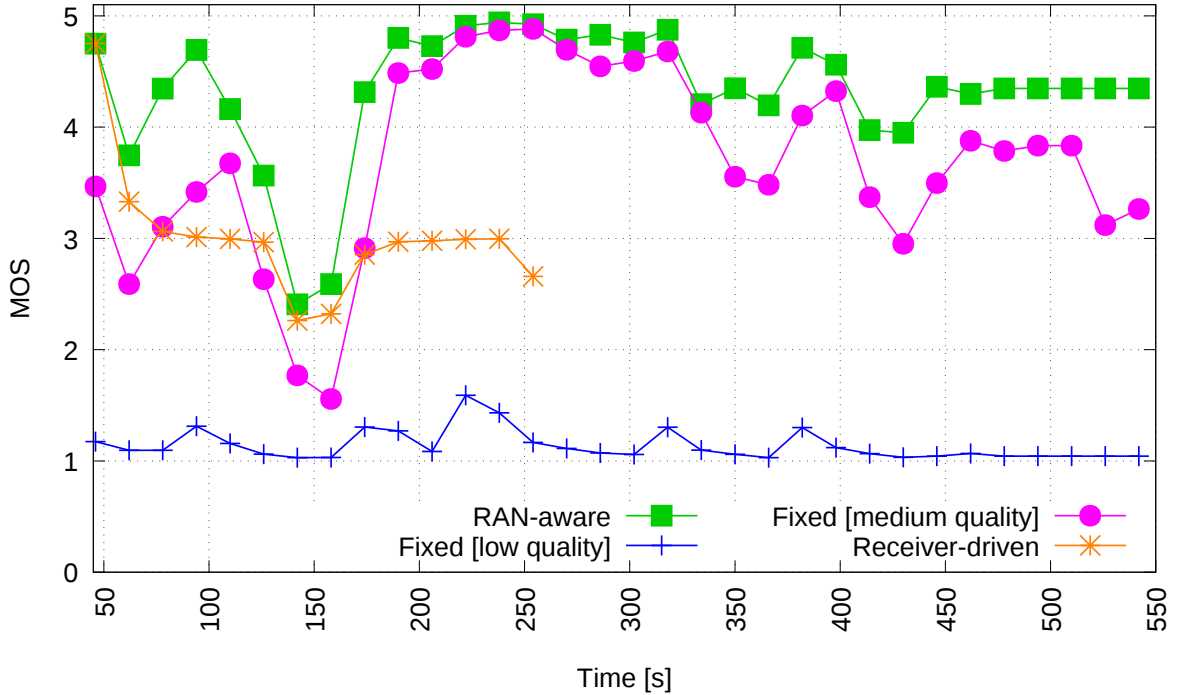 5
4
3
2
1
0
MOS
RAN-aware
Fixed [medium quality]
Fixed [low quality]
Receiver-driven
50
100
150
200
250
300
350
400
450
500
550
Time [s]